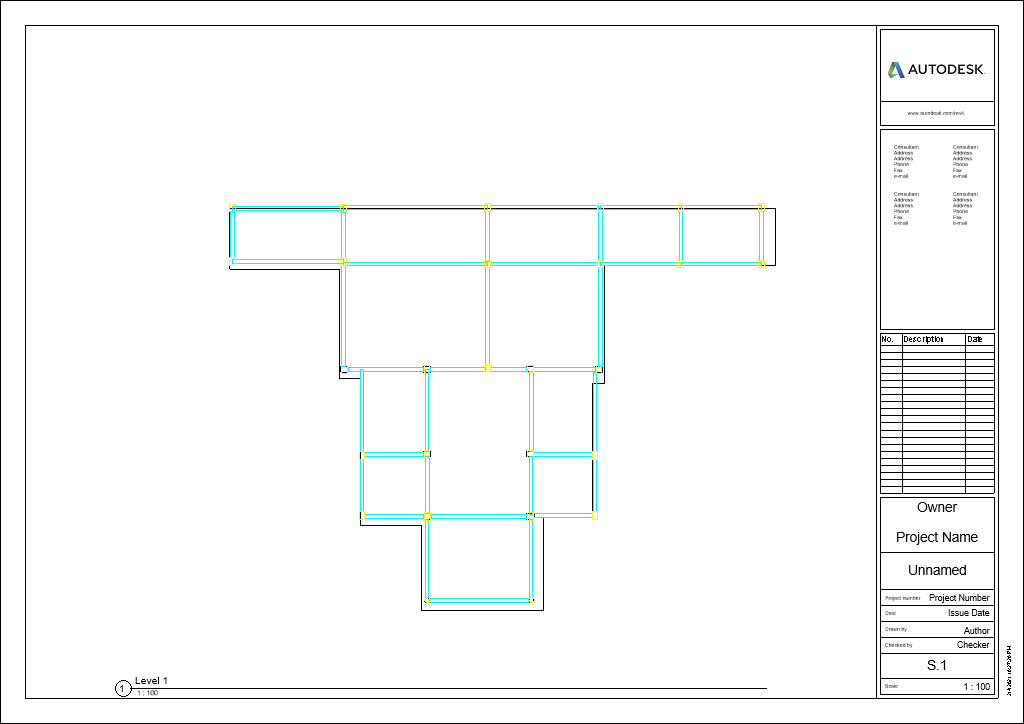 AUTODESK.
www.autodesk.com/revit
Consultant Consultant
Address Address
Address Address
Phone Phone
Fax Fax
e-mail e-mail
Consultant Consultant
Address Address
Address Address
Phone Phone
Fax Fax
e-mail e-mail
No. Description Date
Owner
Project Name
Unnamed
Project number Project Number
Date Issue Date
Drawn by Author
Checked by Checker
S.1
Scale 1 : 100
1 Level 1
1 : 100